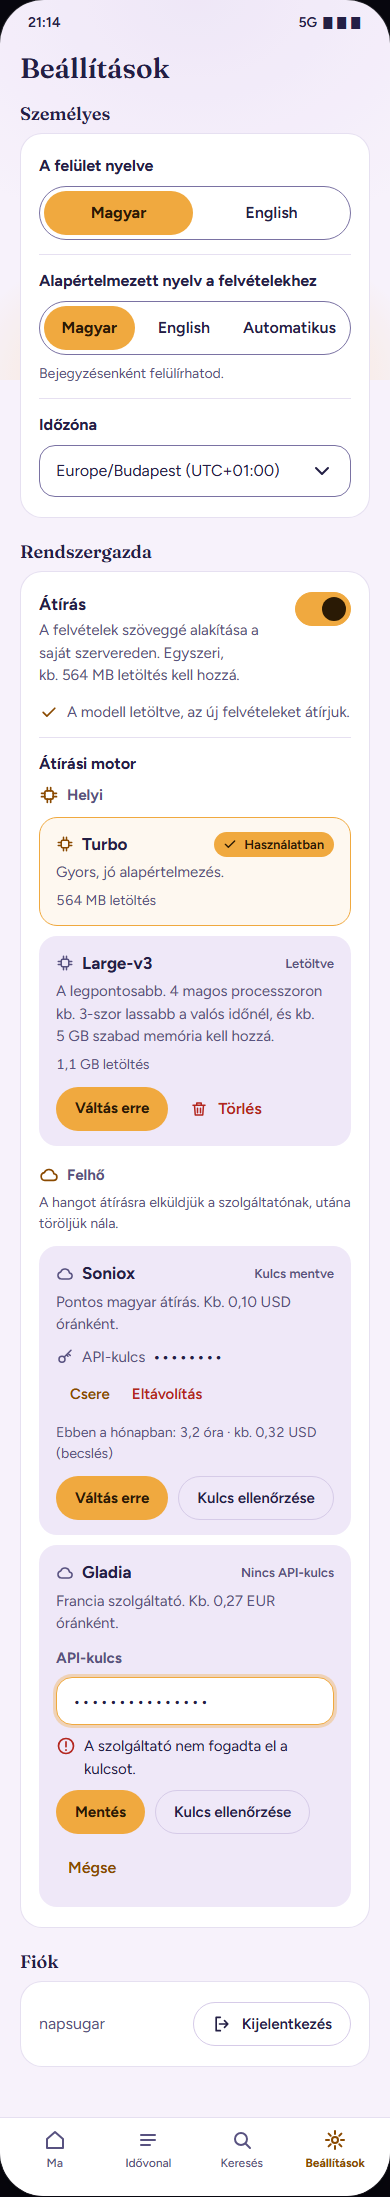 21:14
5G
Beállítások
Személyes
A felület nyelve
Magyar English
Alapértelmezett nyelv a felvételekhez
Magyar English Automatikus
Bejegyzésenként felülírhatod.
Időzóna
Europe/Budapest (UTC+01:00)
Rendszergazda
Átírás
A felvételek szöveggé alakítása a
saját szervereden. Egyszeri,
kb. 564 MB letöltés kell hozzá.
A modell letöltve, az új felvételeket átírjuk.
Átírási motor
Helyi
Turbo Használatban
Gyors, jó alapértelmezés.
564 MB letöltés
Large-v3 Letöltve
A legpontosabb. 4 magos processzoron
kb. 3-szor lassabb a valós időnél, és kb.
5 GB szabad memória kell hozzá.
1,1 GB letöltés
Váltás erre Törlés
Felhő
A hangot átírásra elküldjük a szolgáltatónak, utána
töröljük nála.
Soniox Kulcs mentve
Pontos magyar átírás. Kb. 0,10 USD
óránként.
API-kulcs ••••••••
Csere Eltávolítás
Ebben a hónapban: 3,2 óra · kb. 0,32 USD
(becslés)
Váltás erre Kulcs ellenőrzése
Gladia Nincs API-kulcs
Francia szolgáltató. Kb. 0,27 EUR
óránként.
API-kulcs
•••••••••••••••
A szolgáltató nem fogadta el a
kulcsot.
Mentés Kulcs ellenőrzése
Mégse
Fiók
napsugar Kijelentkezés
Ma Idővonal Keresés Beállítások